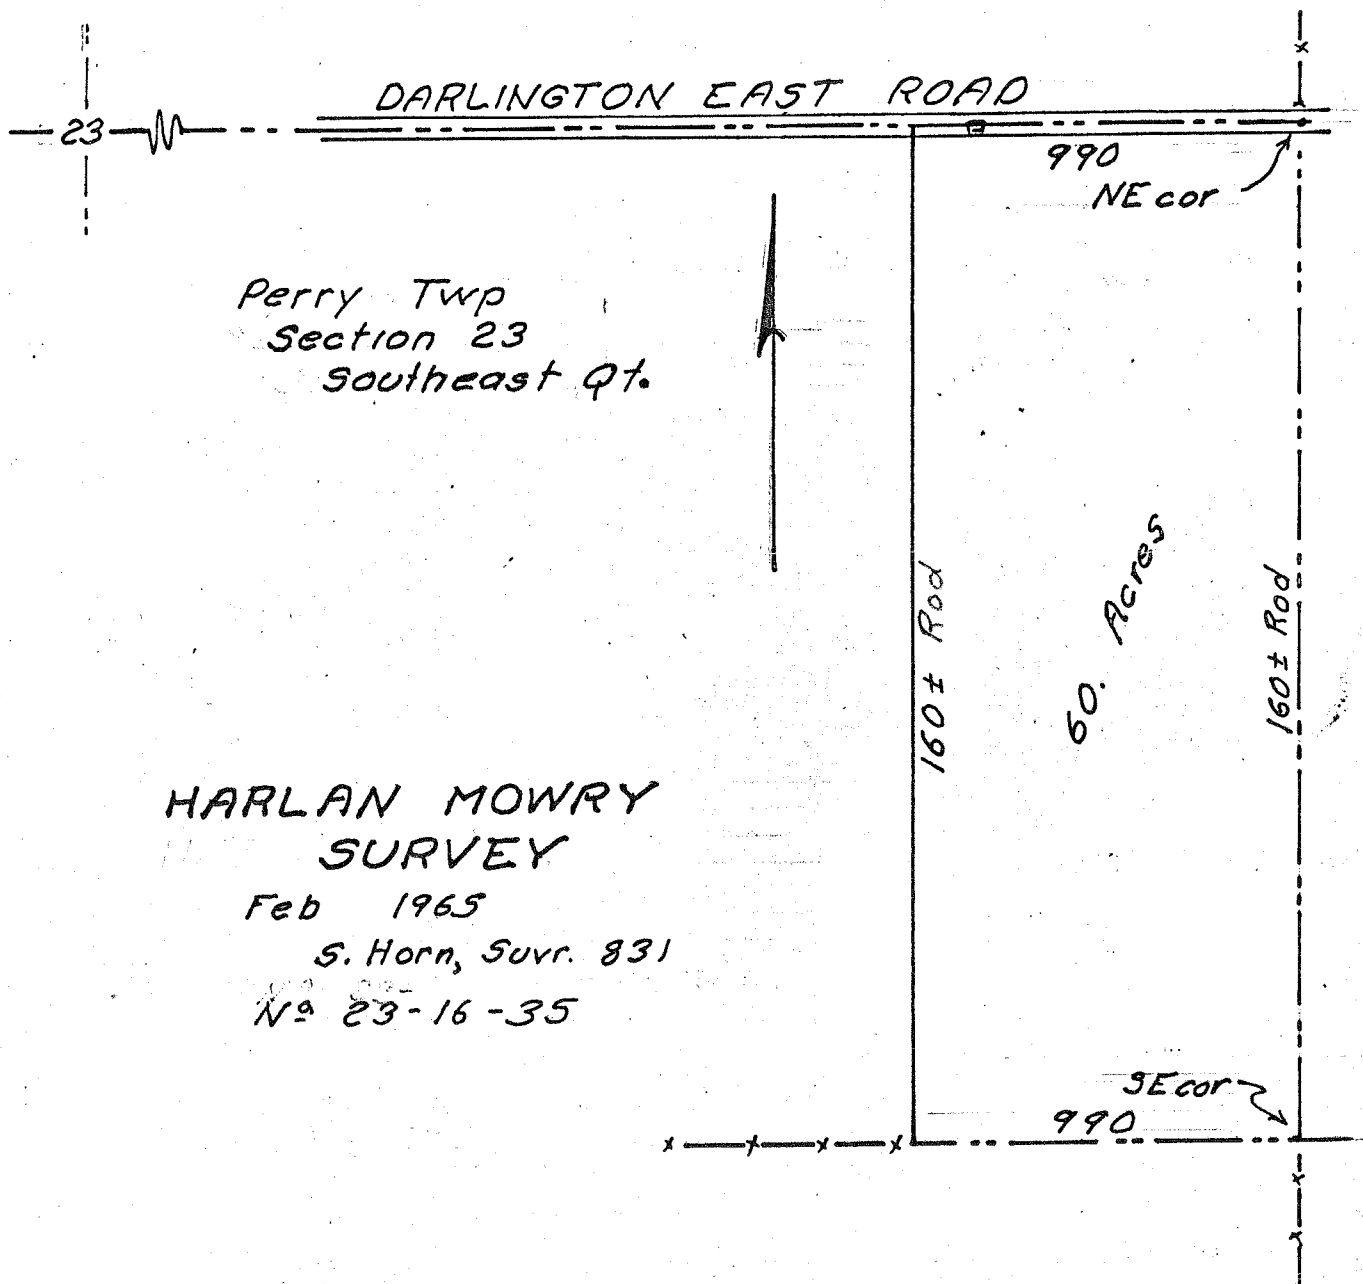 DARLINGTON EAST ROAD
23
990
NE cor
Perry Twp
Section 23
Southeast Qt.
160± Rod
60. Acres
160± Rod
HARLAN MOWRY
SURVEY
Feb 1965
S. Horn, Suvr. 831
Nº 23-16-35
SE cor
990